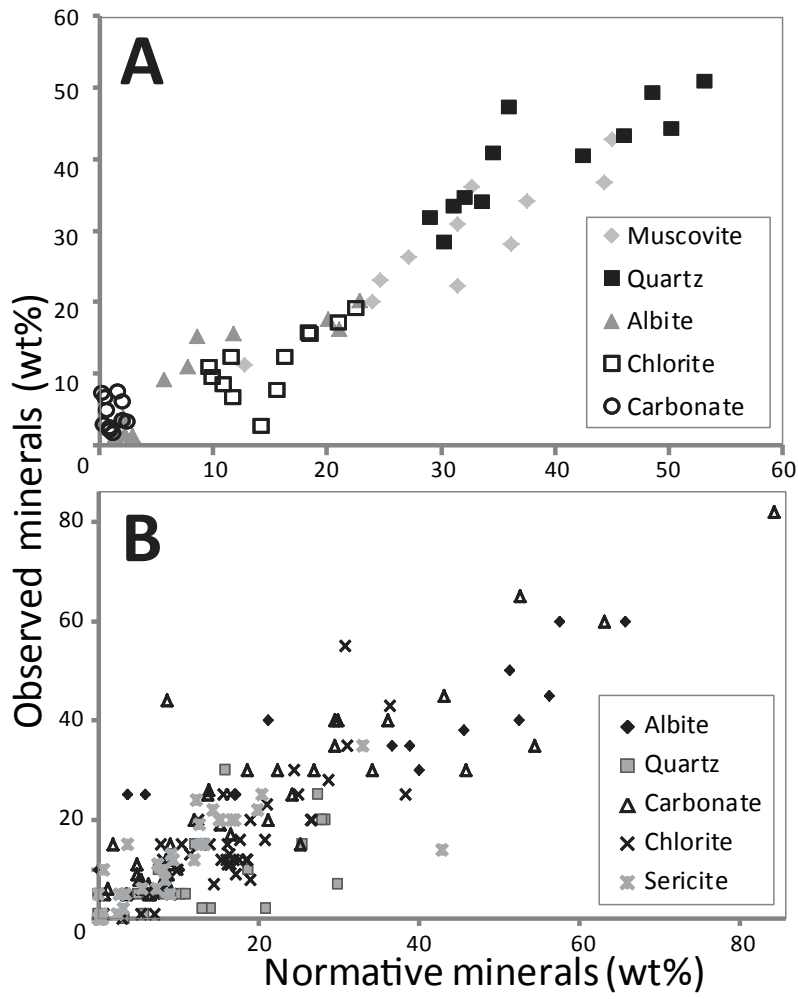 A
60
50
40
30
20
10
0
10 20 30 40 50 60
Muscovite
Quartz
Albite
Chlorite
Carbonate
Observed minerals (wt%)
B
80
60
40
20
0
20 40 60 80
Albite
Quartz
Carbonate
Chlorite
Sericite
Normative minerals (wt%)